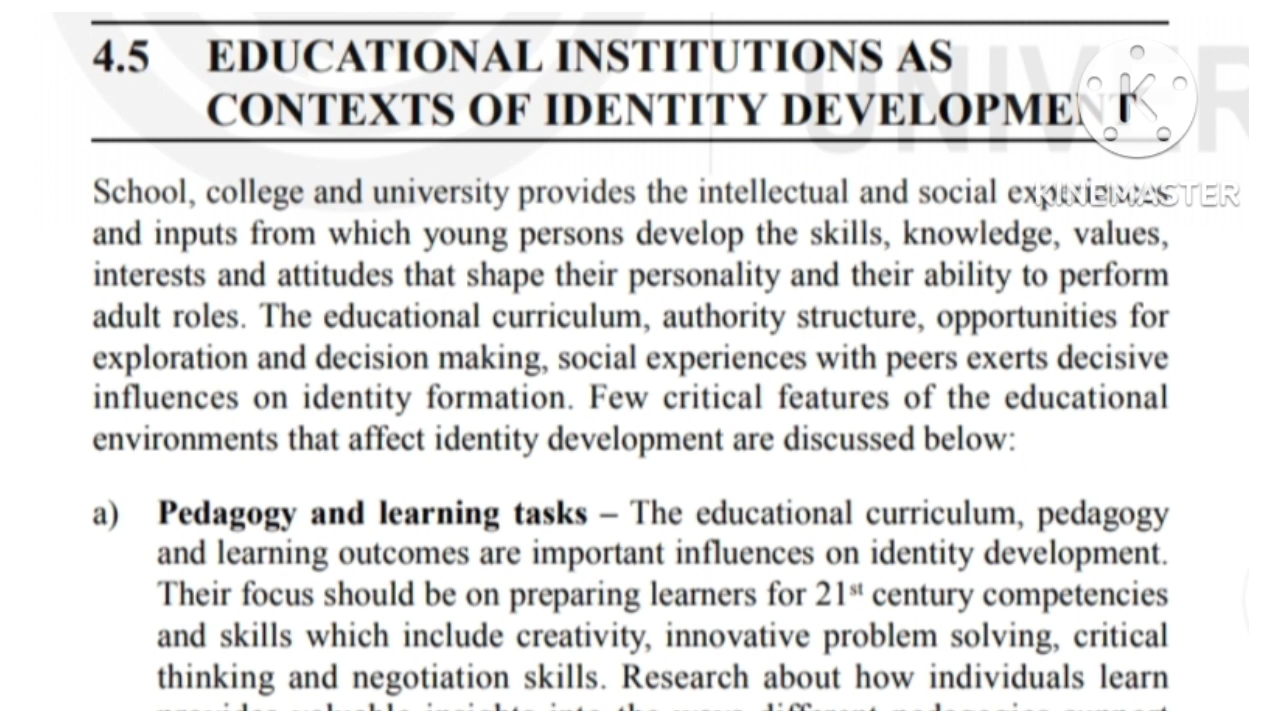 4.5 EDUCATIONAL INSTITUTIONS AS
CONTEXTS OF IDENTITY DEVELOPMENT
School, college and university provides the intellectual and social experiences
KINEMASTER
and inputs from which young persons develop the skills, knowledge, values,
interests and attitudes that shape their personality and their ability to perform
adult roles. The educational curriculum, authority structure, opportunities for
exploration and decision making, social experiences with peers exerts decisive
influences on identity formation. Few critical features of the educational
environments that affect identity development are discussed below:
a) Pedagogy and learning tasks – The educational curriculum, pedagogy
and learning outcomes are important influences on identity development.
Their focus should be on preparing learners for 21st century competencies
and skills which include creativity, innovative problem solving, critical
thinking and negotiation skills. Research about how individuals learn